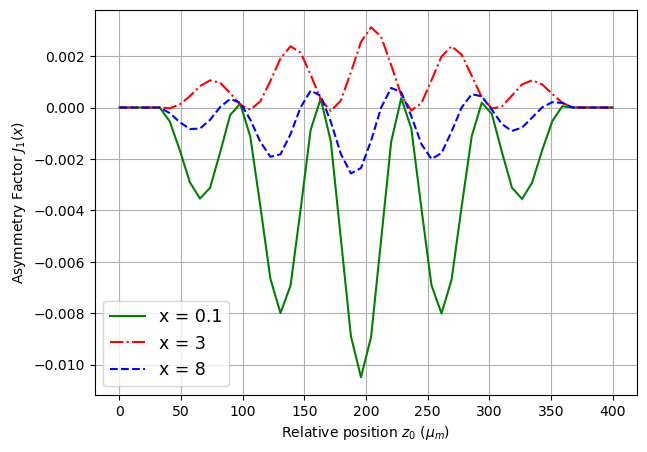 0.002
0.000
−0.002
−0.004
−0.006
−0.008
−0.010
Asymmetry Factor J₁(x)
x = 0.1
x = 3
x = 8
0 50 100 150 200 250 300 350 400
Relative position z₀ (μₘ)